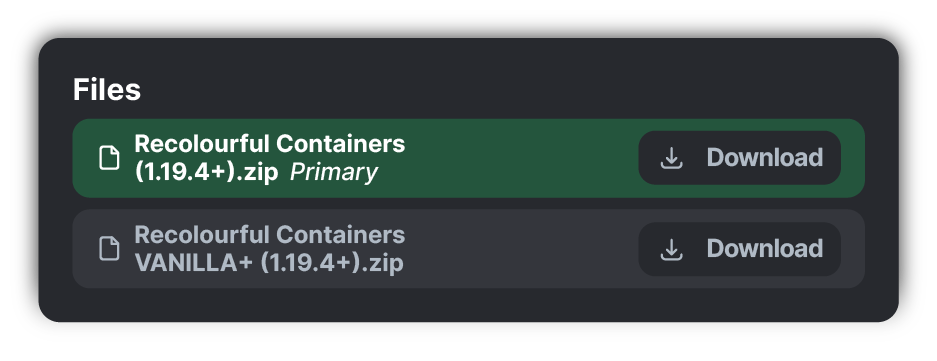 Files
Recolourful Containers
(1.19.4+).zip Primary
Download
Recolourful Containers
VANILLA+ (1.19.4+).zip
Download